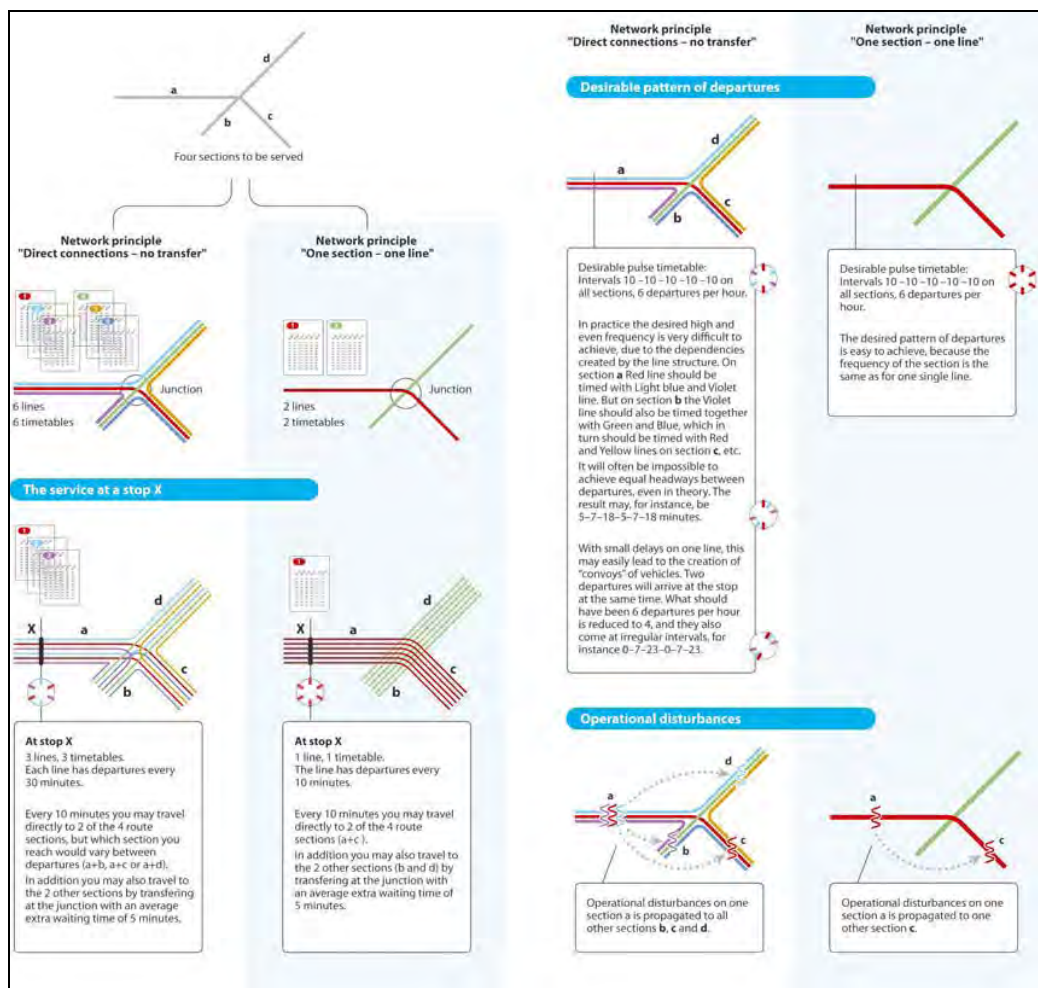 d
a
b
c
Four sections to be served
Network principle
"Direct connections – no transfer"
Network principle
"One section – one line"
Junction
6 lines
6 timetables
Junction
2 lines
2 timetables
The service at a stop X
X
a
d
b
c
At stop X
3 lines, 3 timetables.
Each line has departures every
30 minutes.
Every 10 minutes you may travel
directly to 2 of the 4 route
sections, but which section you
reach would vary between
departures (a+b, a+c or a+d).
In addition you may also travel to
the 2 other sections by transfering
at the junction with an average
extra waiting time of 5 minutes.
X
a
d
b
c
At stop X
1 line, 1 timetable.
The line has departures every
10 minutes.
Every 10 minutes you may travel
directly to 2 of the 4 route
sections (a+c ).
In addition you may also travel to
the 2 other sections (b and d) by
transfering at the junction with
an average extra waiting time of
5 minutes.
Network principle
"Direct connections – no transfer"
Network principle
"One section – one line"
Desirable pattern of departures
a
d
b
c
Desirable pulse timetable:
Intervals 10 –10 –10 –10 –10 on
all sections, 6 departures per hour.
In practice the desired high and
even frequency is very difficult to
achieve, due to the dependencies
created by the line structure. On
section a Red line should be
timed with Light blue and Violet
line. But on section b the Violet
line should also be timed together
with Green and Blue, which in
turn should be timed with Red
and Yellow lines on section c, etc.
It will often be impossible to
achieve equal headways between
departures, even in theory. The
result may, for instance, be
5–7–18–5–7–18 minutes.
With small delays on one line, this
may easily lead to the creation of
"convoys" of vehicles. Two
departures will arrive at the stop
at the same time. What should
have been 6 departures per hour
is reduced to 4, and they also
come at irregular intervals, for
instance 0–7–23–0–7–23.
Desirable pulse timetable:
Intervals 10 –10 –10 –10 –10 on
all sections, 6 departures per
hour.
The desired pattern of departures
is easy to achieve, because the
frequency of the section is the
same as for one single line.
Operational disturbances
a
d
b
c
Operational disturbances on one
section a is propagated to all
other sections b, c and d.
a
c
Operational disturbances on one
section a is propagated to one
other section c.